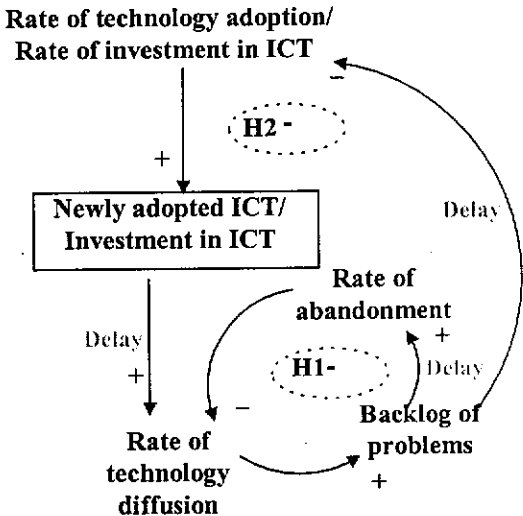 Rate of technology adoption/
Rate of investment in ICT
–
H2 -
+
Newly adopted ICT/
Investment in ICT
Delay
Rate of
abandonment
+
Delay
+
H1-
Delay
–
Backlog of
problems
+
Rate of
technology
diffusion